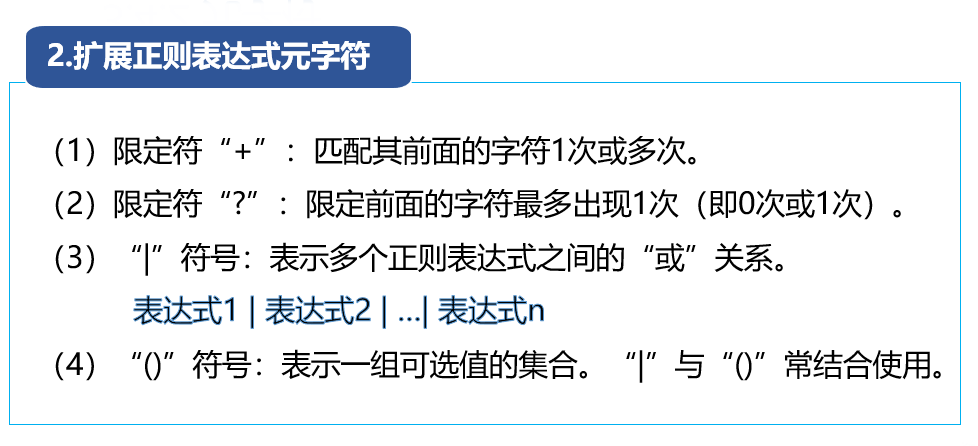 2.扩展正则表达式元字符
（1）限定符“+”：匹配其前面的字符1次或多次。
（2）限定符“?”：限定前面的字符最多出现1次（即0次或1次）。
（3）“|”符号：表示多个正则表达式之间的“或”关系。
表达式1 | 表达式2 | ...| 表达式n
（4）“()”符号：表示一组可选值的集合。 “|”与“()”常结合使用。